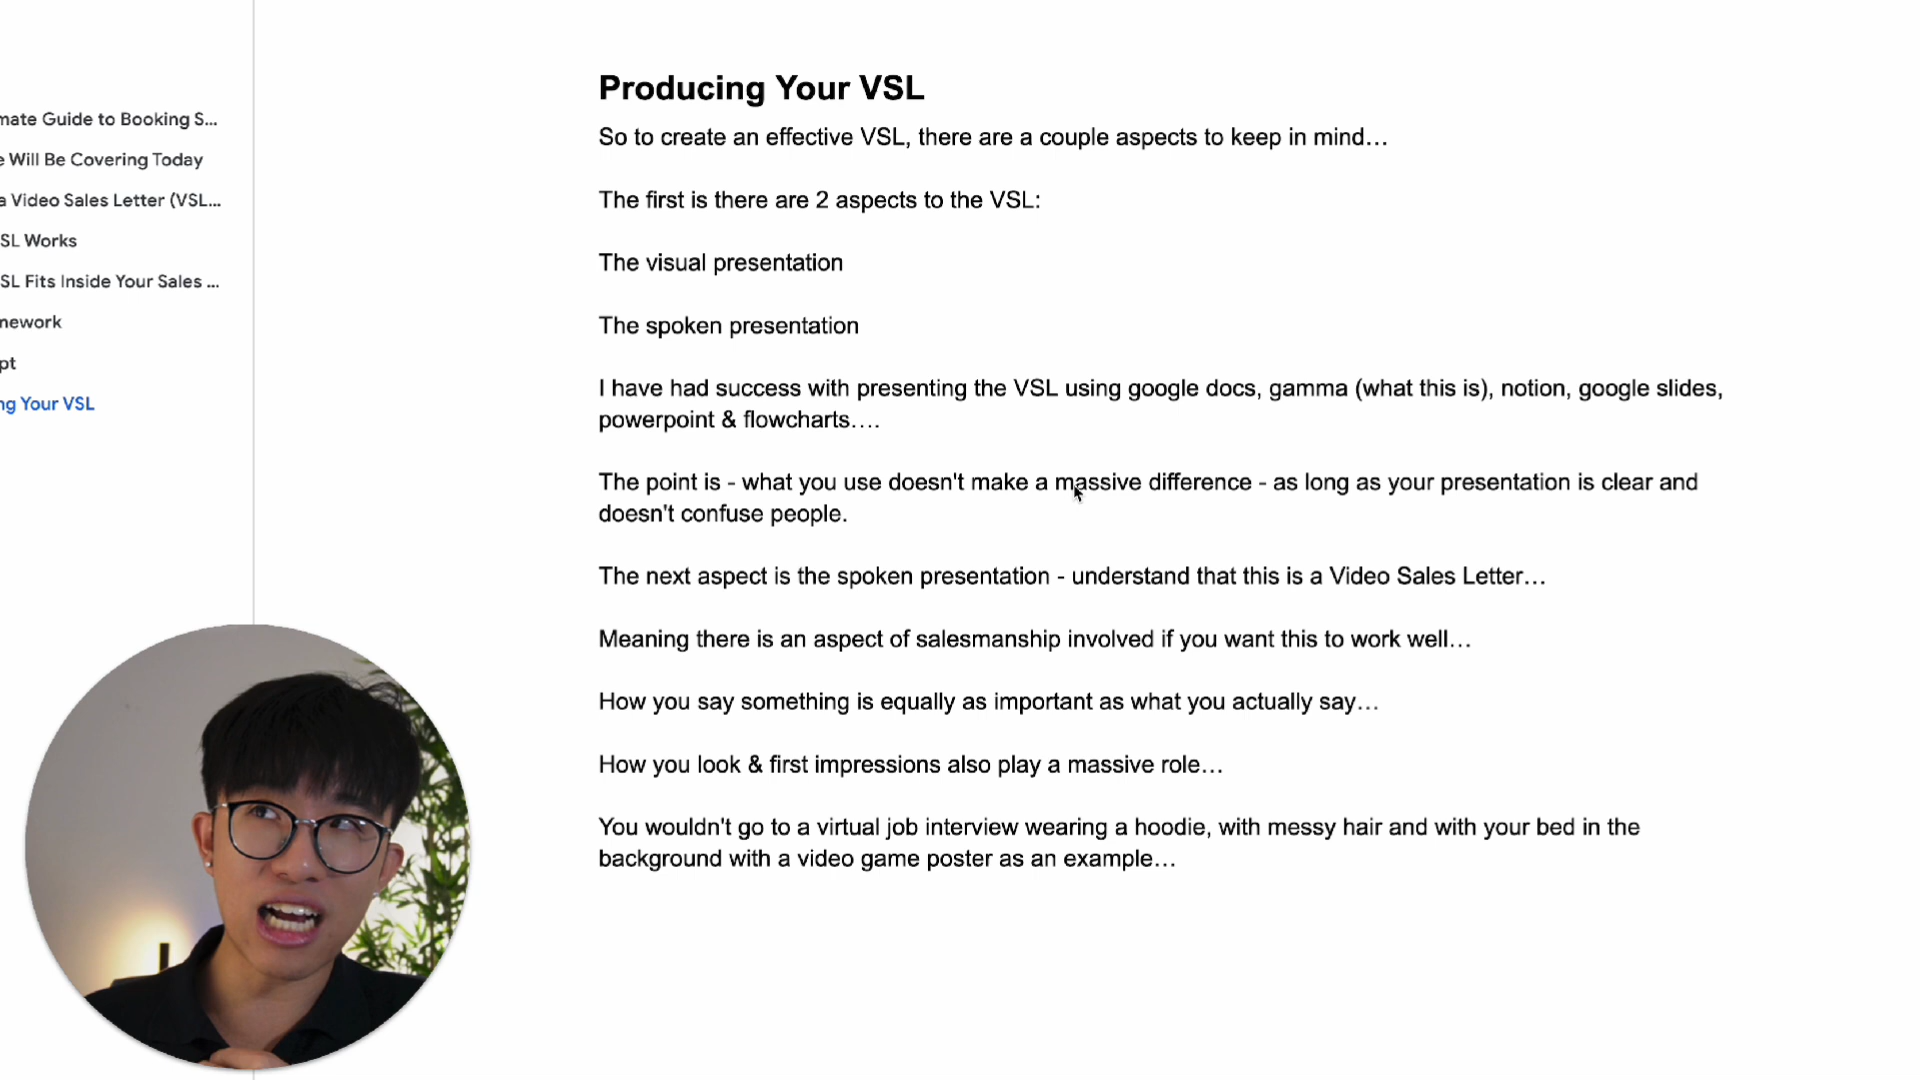 mate Guide to Booking S...
e Will Be Covering Today
a Video Sales Letter (VSL...
SL Works
SL Fits Inside Your Sales ...
nework
pt
ng Your VSL
Producing Your VSL
So to create an effective VSL, there are a couple aspects to keep in mind…
The first is there are 2 aspects to the VSL:
The visual presentation
The spoken presentation
I have had success with presenting the VSL using google docs, gamma (what this is), notion, google slides,
powerpoint & flowcharts….
The point is - what you use doesn't make a massive difference - as long as your presentation is clear and
doesn't confuse people.
The next aspect is the spoken presentation - understand that this is a Video Sales Letter…
Meaning there is an aspect of salesmanship involved if you want this to work well…
How you say something is equally as important as what you actually say…
How you look & first impressions also play a massive role…
You wouldn't go to a virtual job interview wearing a hoodie, with messy hair and with your bed in the
background with a video game poster as an example…